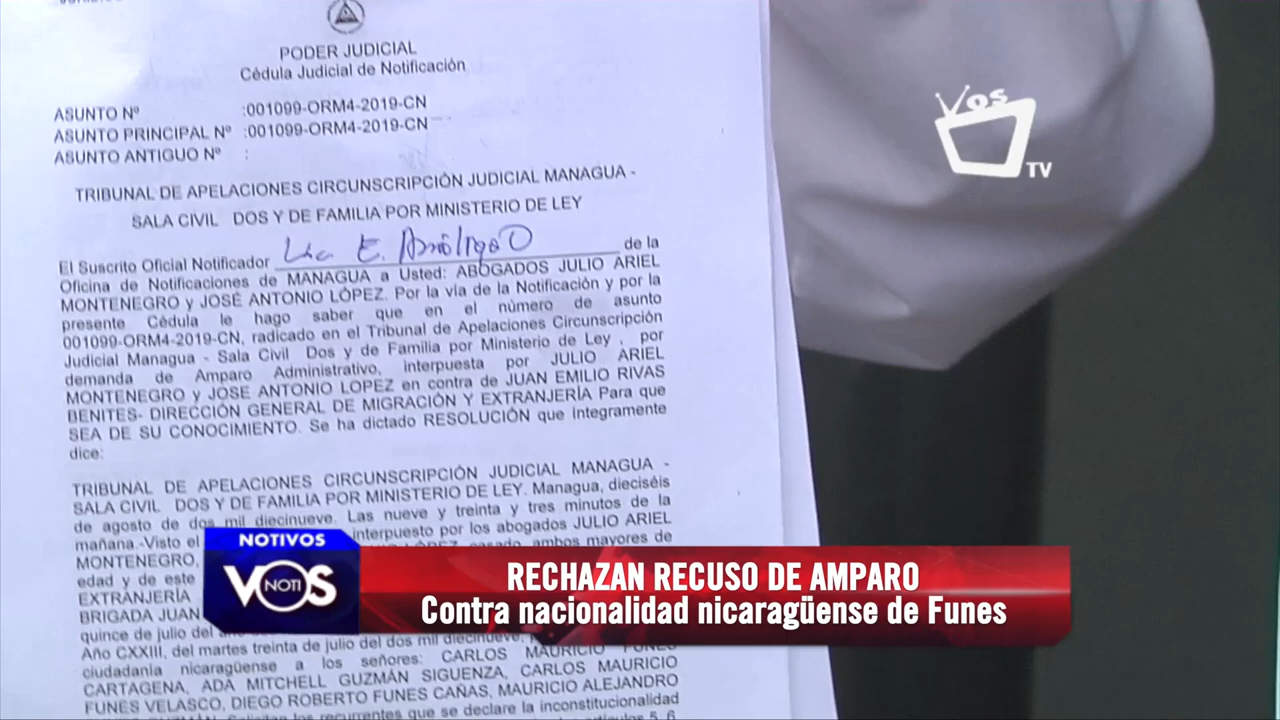 PODER JUDICIAL
Cédula Judicial de Notificación
ASUNTO Nº :001099-ORM4-2019-CN
ASUNTO PRINCIPAL Nº :001099-ORM4-2019-CN
ASUNTO ANTIGUO Nº :
TRIBUNAL DE APELACIONES CIRCUNSCRIPCIÓN JUDICIAL MANAGUA -
SALA CIVIL DOS Y DE FAMILIA POR MINISTERIO DE LEY
El Suscrito Oficial Notificador de la
Oficina de Notificaciones de MANAGUA a Usted: ABOGADOS JULIO ARIEL
MONTENEGRO y JOSÉ ANTONIO LÓPEZ. Por la vía de la Notificación y por la
presente Cédula le hago saber que en el número de asunto
001099-ORM4-2019-CN, radicado en el Tribunal de Apelaciones Circunscripción
Judicial Managua - Sala Civil Dos y de Familia por Ministerio de Ley , por
demanda de Amparo Administrativo, interpuesta por JULIO ARIEL
MONTENEGRO y JOSE ANTONIO LOPEZ en contra de JUAN EMILIO RIVAS
BENITES- DIRECCIÓN GENERAL DE MIGRACIÓN Y EXTRANJERÍA Para que
SEA DE SU CONOCIMIENTO. Se ha dictado RESOLUCIÓN que íntegramente
dice:
TRIBUNAL DE APELACIONES CIRCUNSCRIPCIÓN JUDICIAL MANAGUA -
SALA CIVIL DOS Y DE FAMILIA POR MINISTERIO DE LEY. Managua, dieciséis
de agosto de dos mil diecinueve. Las nueve y treinta y tres minutos de la
mañana.-Visto el interpuesto por los abogados JULIO ARIEL
MONTENEGRO, casado, ambos mayores de
edad y de este
EXTRANJERÍA
BRIGADA JUAN
quince de julio del
Año CXXIII, del martes treinta de julio del dos mil diecinueve,
ciudadanía nicaragüense a los señores: CARLOS MAURICIO FUNES
CARTAGENA, ADA MITCHELL GUZMÁN SIGUENZA, CARLOS MAURICIO
FUNES VELASCO, DIEGO ROBERTO FUNES CAÑAS, MAURICIO ALEJANDRO
que se declare la inconstitucionalidad
VOS TV
NOTIVOS
VOS NOTI
RECHAZAN RECUSO DE AMPARO
Contra nacionalidad nicaragüense de Funes